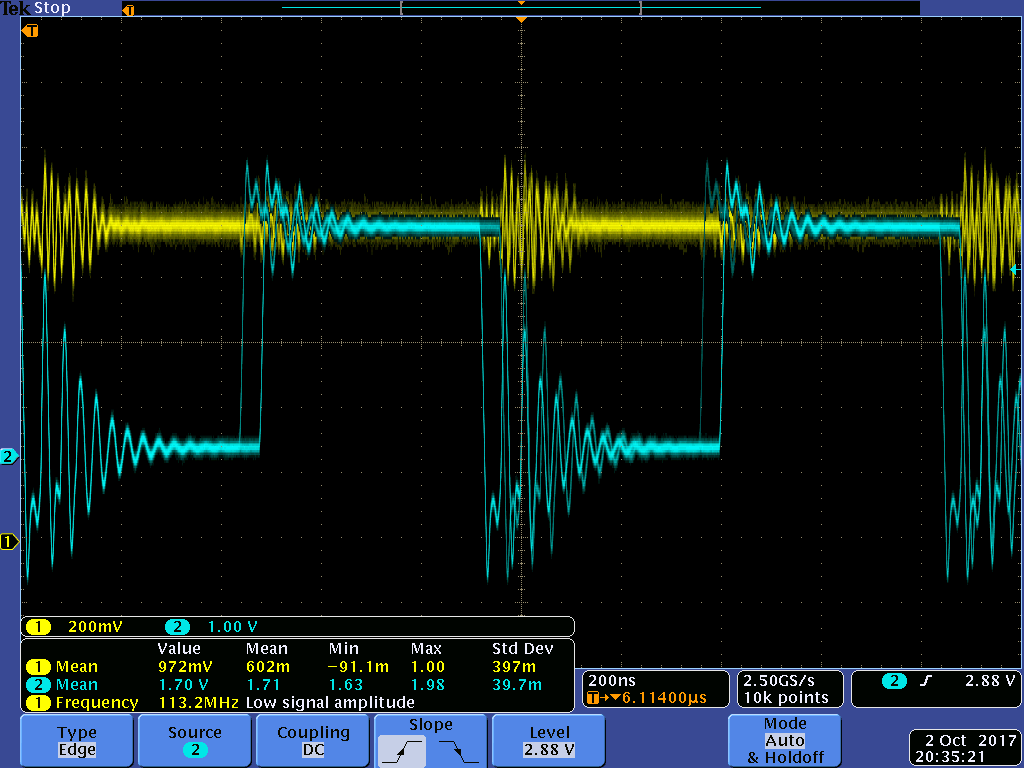 Tek Stop
T
T
2
1
1 200mV 2 1.00 V
Value Mean Min Max Std Dev
1 Mean 972mV 602m −91.1m 1.00 397m
2 Mean 1.70 V 1.71 1.63 1.98 39.7m
1 Frequency 113.2MHz Low signal amplitude
200ns
T→▼6.11400µs
2.50GS/s
10k points
2 2.88 V
Type
Edge
Source
2
Coupling
DC
Slope
Level
2.88 V
Mode
Auto
& Holdoff
2 Oct 2017
20:35:21